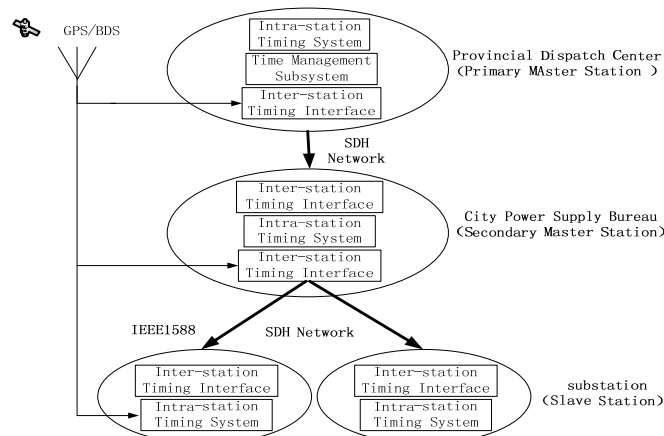 GPS/BDS
Intra-station
Timing System
Time Management
Subsystem
Inter-station
Timing Interface
Provincial Dispatch Center
(Primary MAster Station )
SDH
Network
Inter-station
Timing Interface
Intra-station
Timing System
Inter-station
Timing Interface
City Power Supply Bureau
(Secondary Master Station)
IEEE1588
SDH Network
Inter-station
Timing Interface
Intra-station
Timing System
Inter-station
Timing Interface
Intra-station
Timing System
substation
(Slave Station)